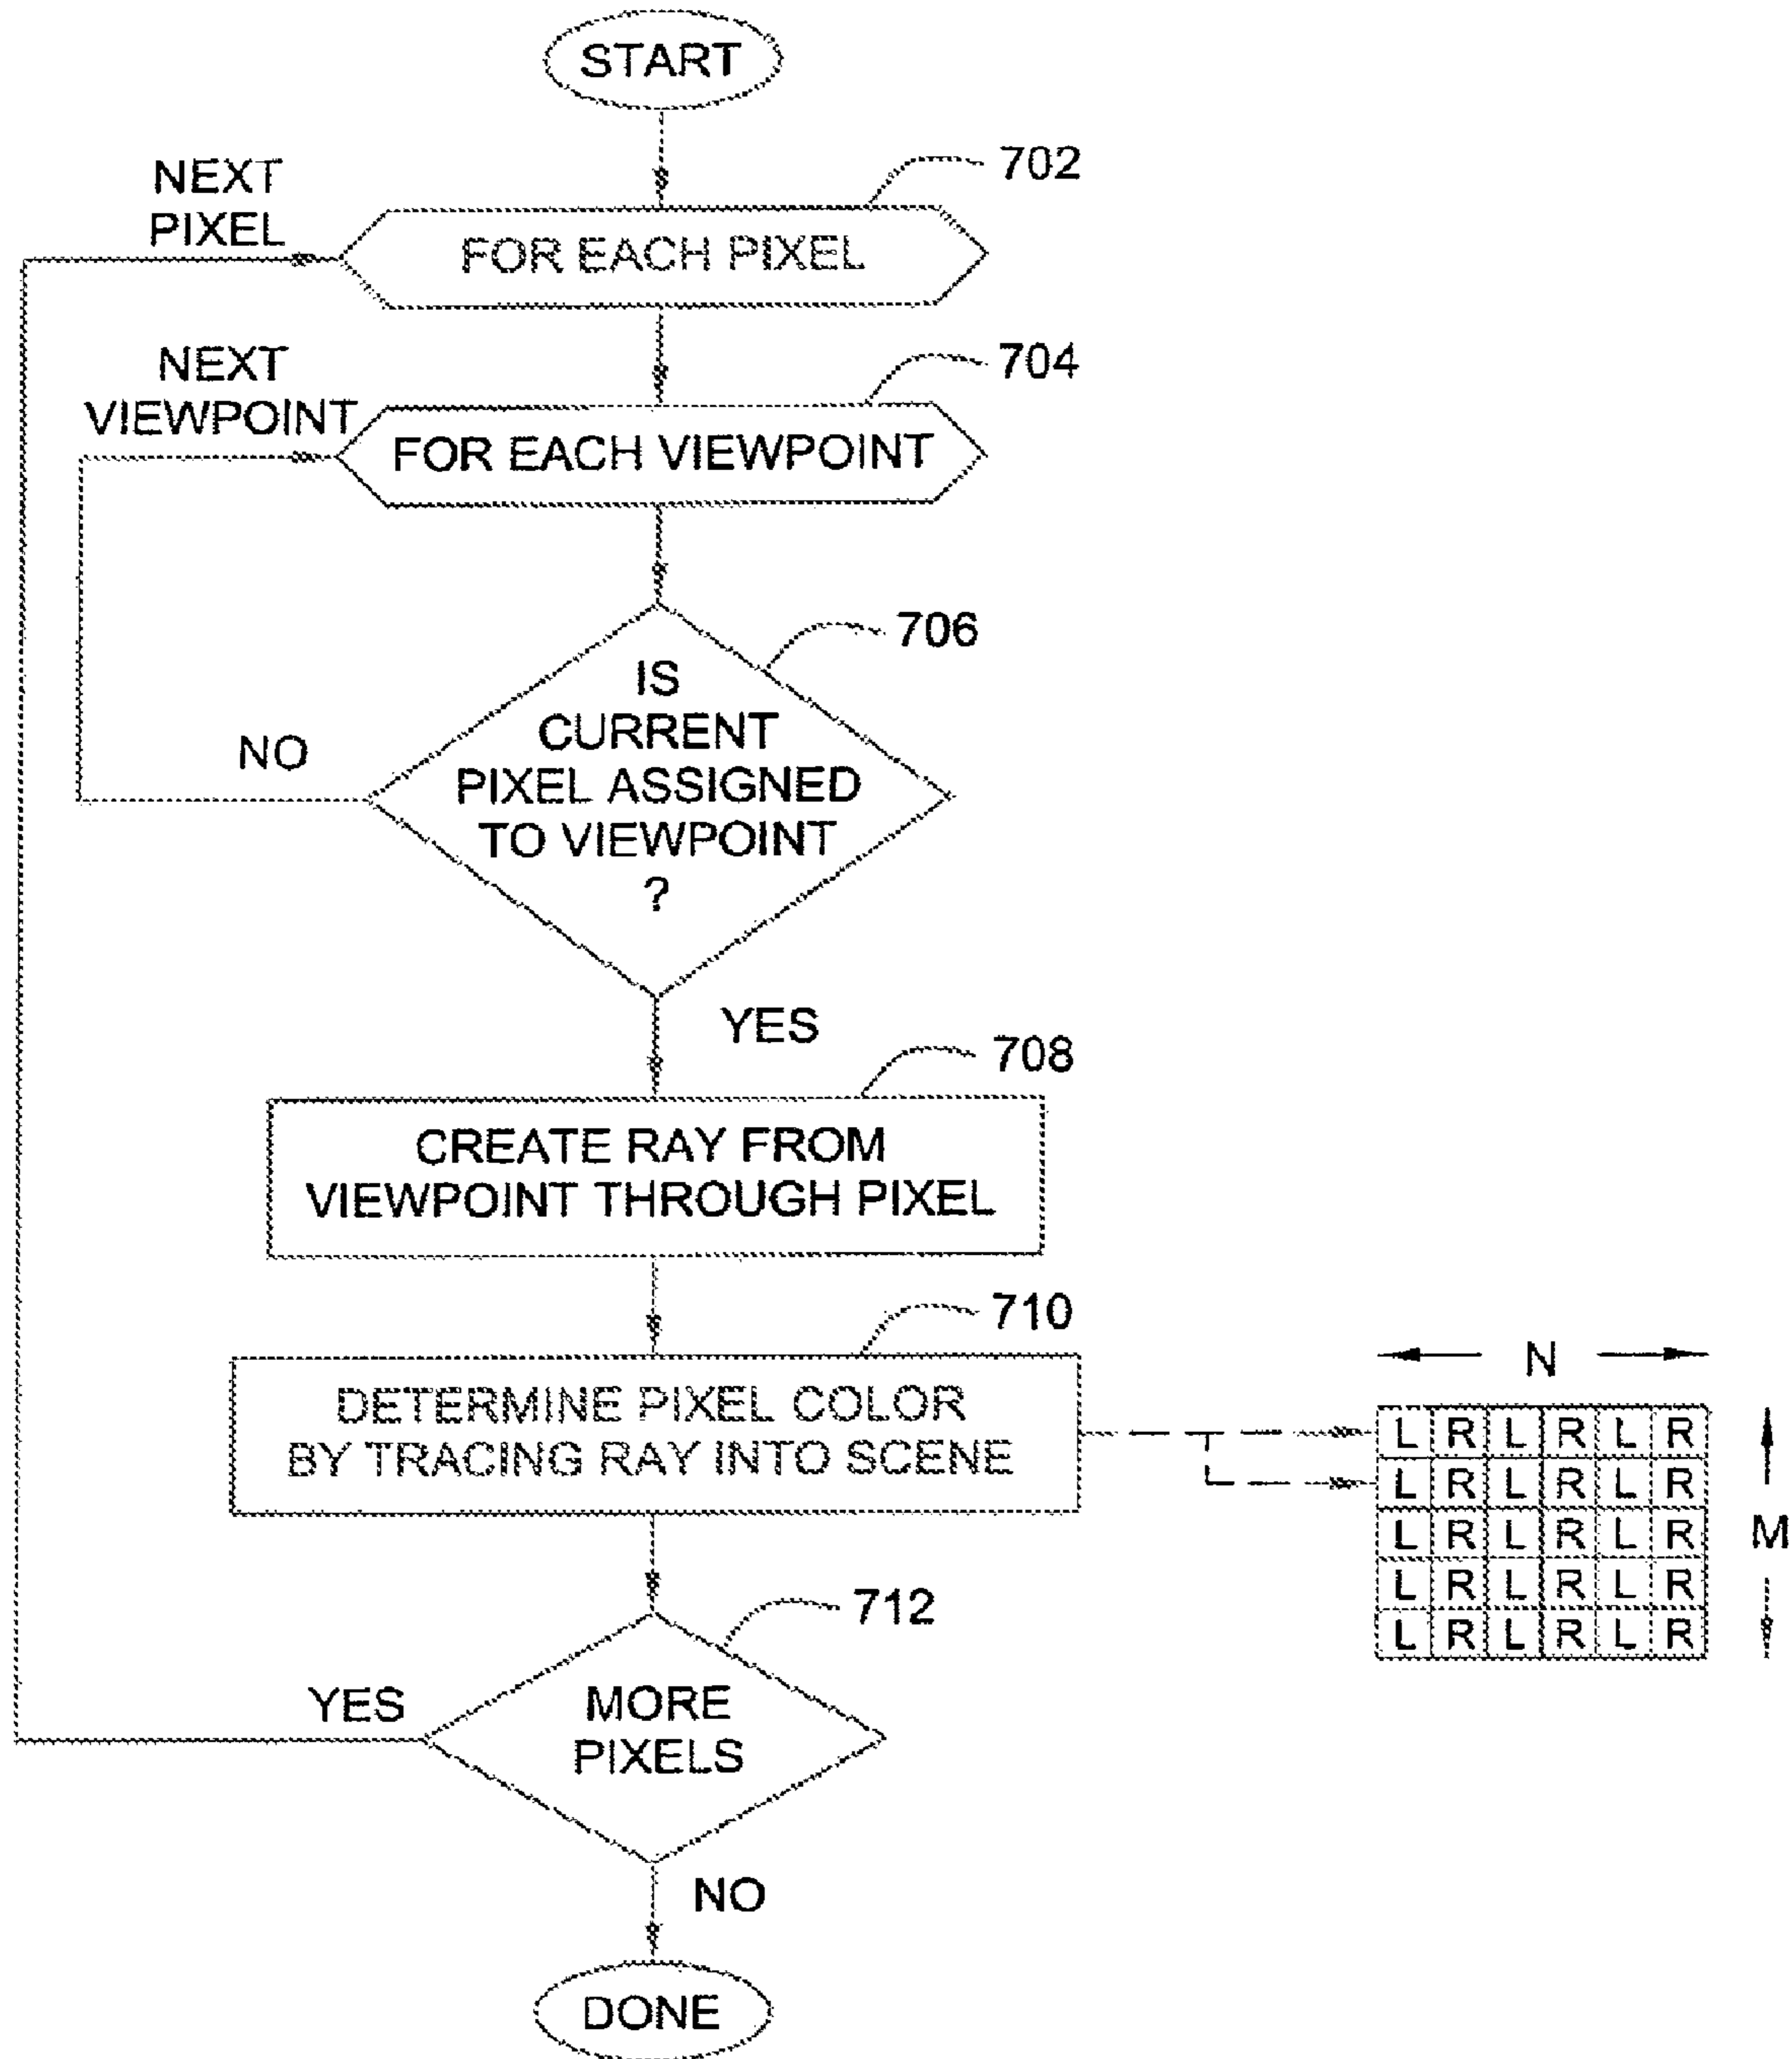 START
702
NEXT
PIXEL
FOR EACH PIXEL
NEXT
VIEWPOINT
704
FOR EACH VIEWPOINT
706
IS
CURRENT
PIXEL ASSIGNED
TO VIEWPOINT
?
NO
YES
708
CREATE RAY FROM
VIEWPOINT THROUGH PIXEL
710
DETERMINE PIXEL COLOR
BY TRACING RAY INTO SCENE
N
L R L R L R
L R L R L R
L R L R L R
L R L R L R
L R L R L R
M
712
MORE
PIXELS
YES
NO
DONE